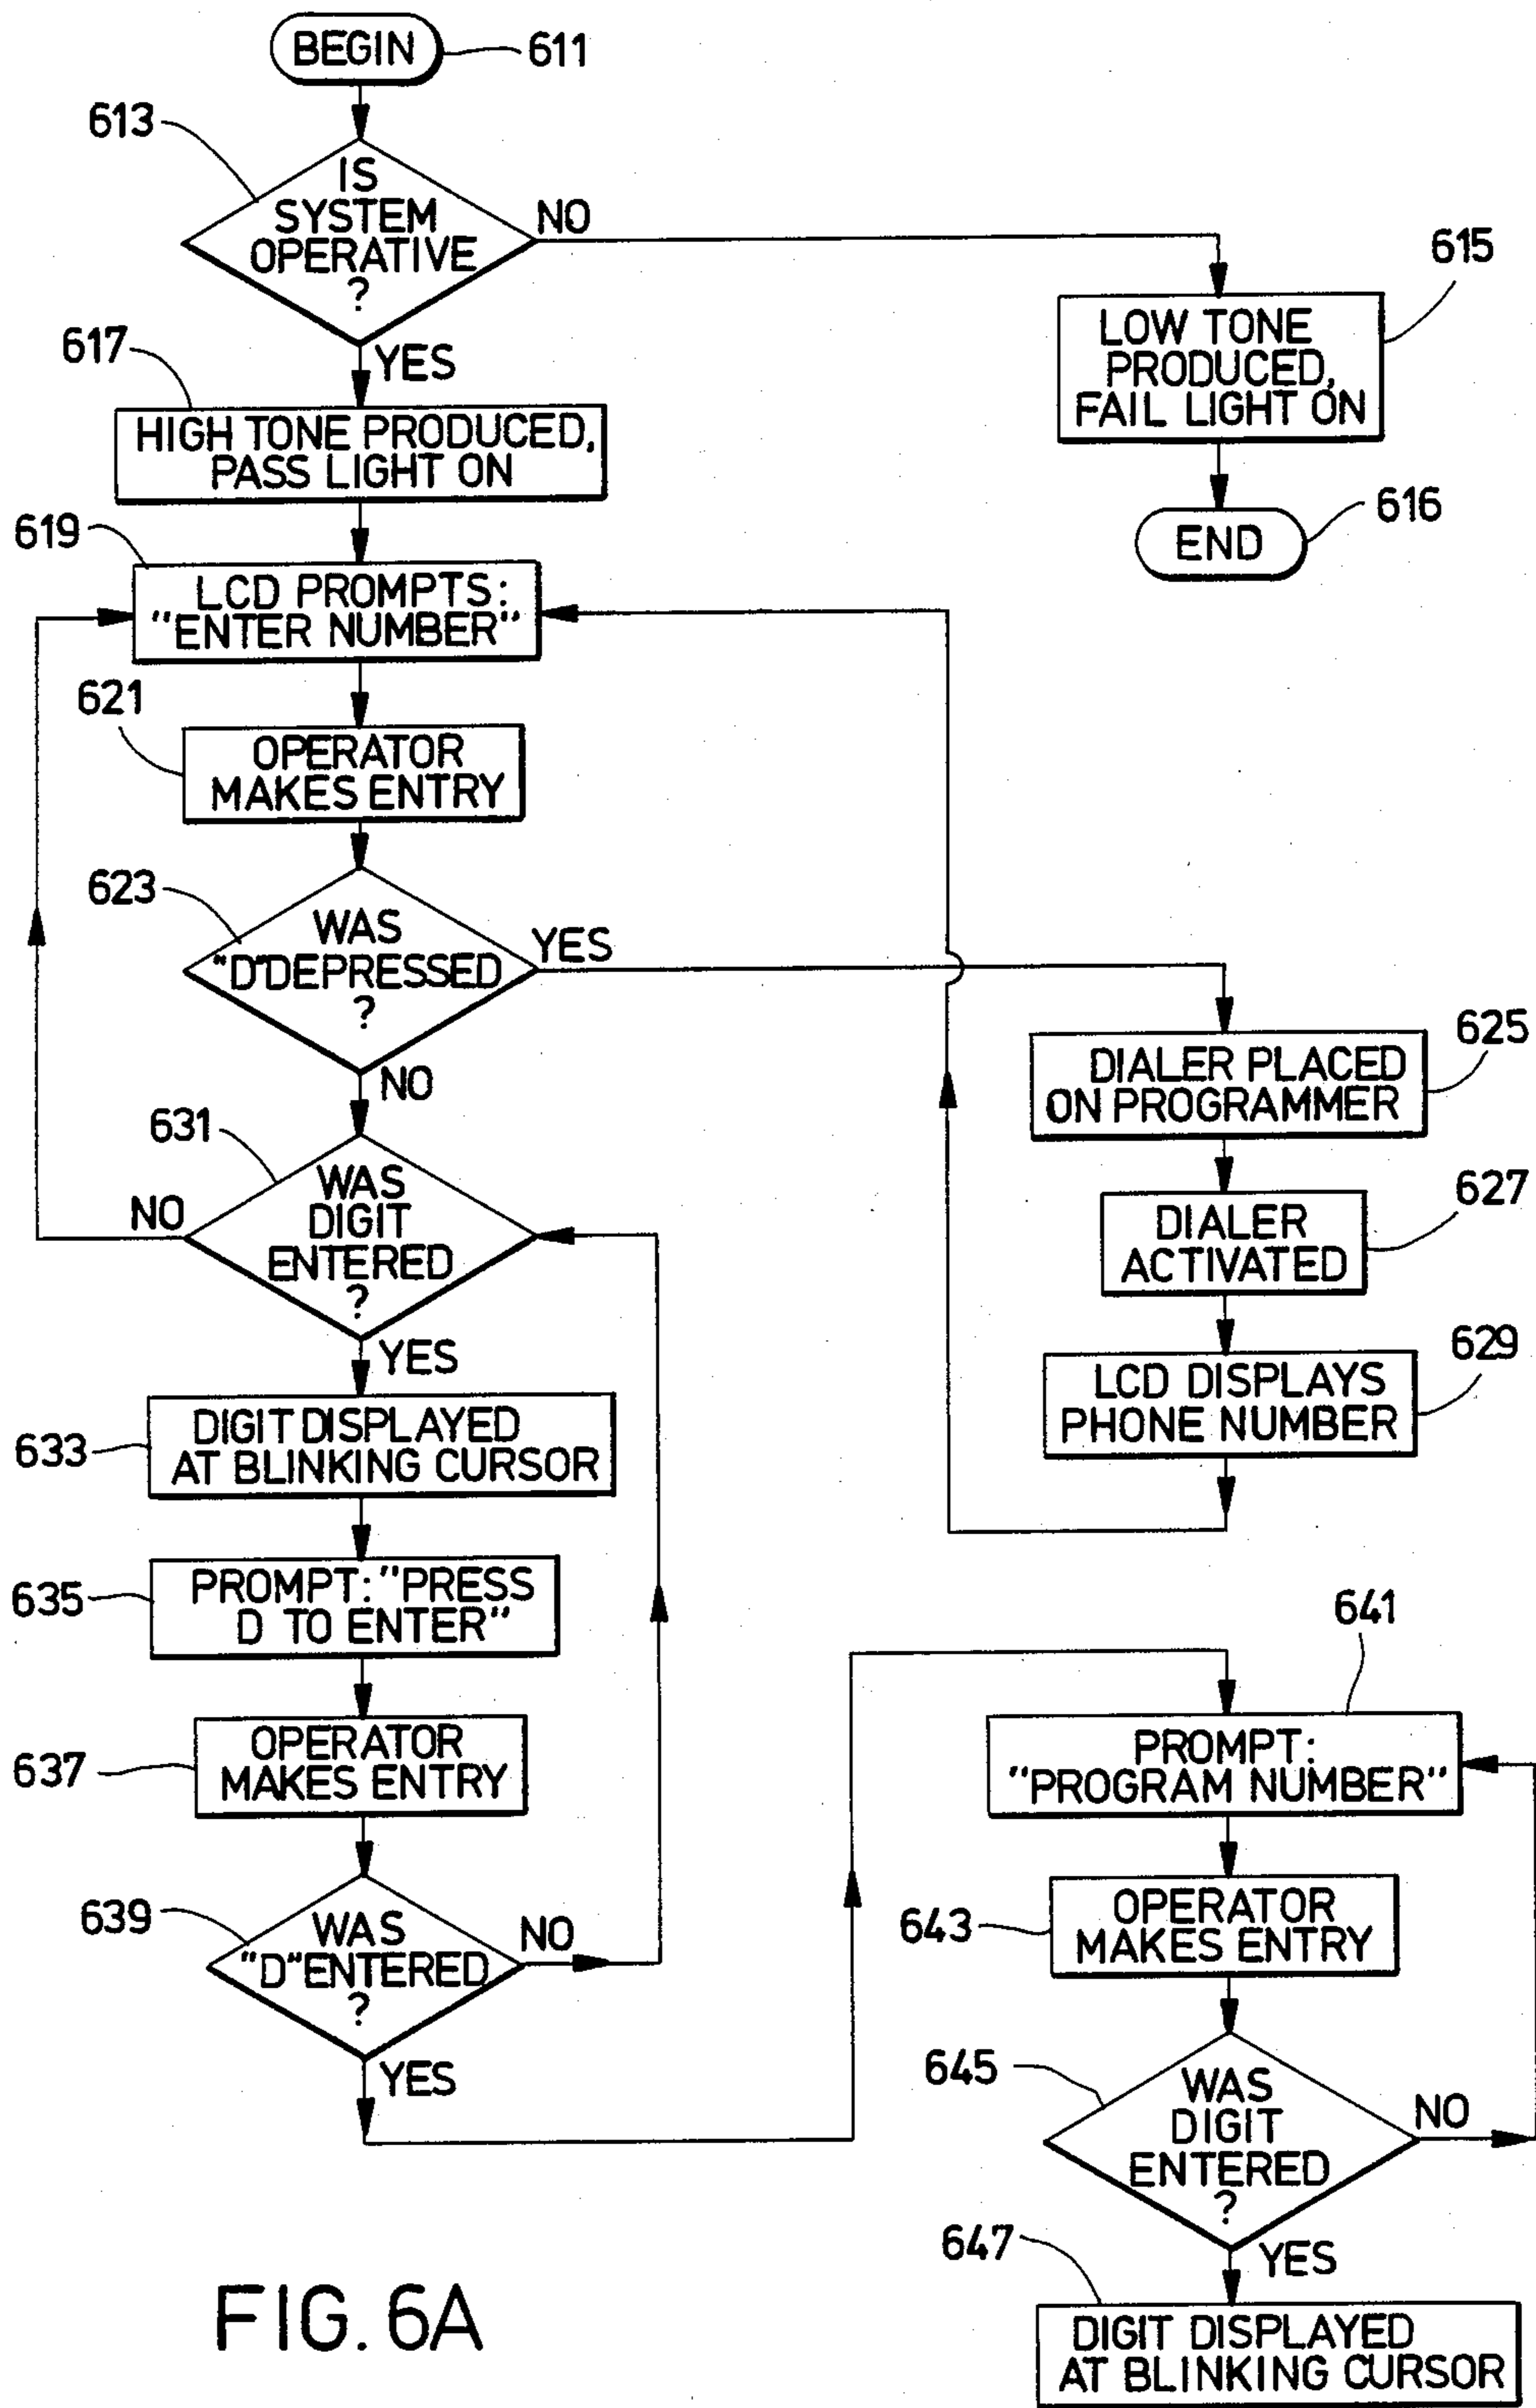 BEGIN
611
613
IS
SYSTEM
OPERATIVE
?
NO
YES
615
LOW TONE
PRODUCED,
FAIL LIGHT ON
END
616
617
HIGH TONE PRODUCED,
PASS LIGHT ON
619
LCD PROMPTS:
"ENTER NUMBER"
621
OPERATOR
MAKES ENTRY
623
WAS
"D"DEPRESSED
?
YES
NO
625
DIALER PLACED
ON PROGRAMMER
627
DIALER
ACTIVATED
629
LCD DISPLAYS
PHONE NUMBER
631
WAS
DIGIT
ENTERED
?
NO
YES
633
DIGIT DISPLAYED
AT BLINKING CURSOR
635
PROMPT: "PRESS
D TO ENTER"
637
OPERATOR
MAKES ENTRY
639
WAS
"D"ENTERED
?
NO
YES
641
PROMPT:
"PROGRAM NUMBER"
643
OPERATOR
MAKES ENTRY
645
WAS
DIGIT
ENTERED
?
NO
YES
647
DIGIT DISPLAYED
AT BLINKING CURSOR
FIG. 6A